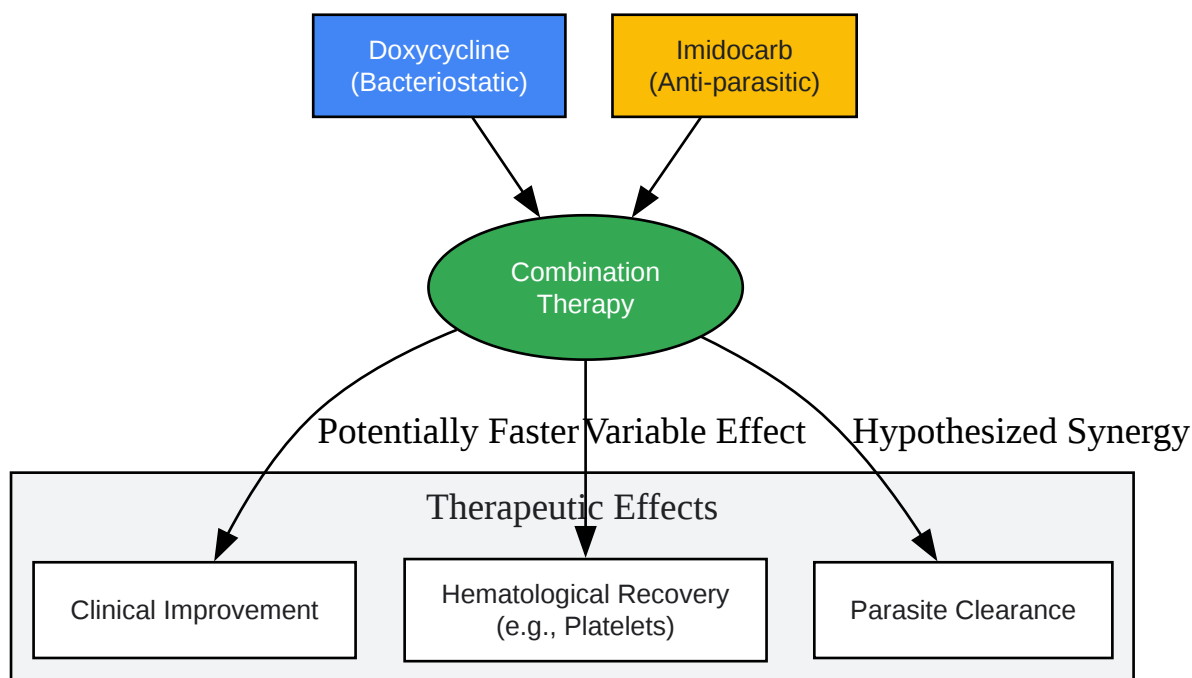 Doxycycline
(Bacteriostatic)
Imidocarb
(Anti-parasitic)
Combination
Therapy
Potentially Faster
Variable Effect
Hypothesized Synergy
Therapeutic Effects
Clinical Improvement
Hematological Recovery
(e.g., Platelets)
Parasite Clearance